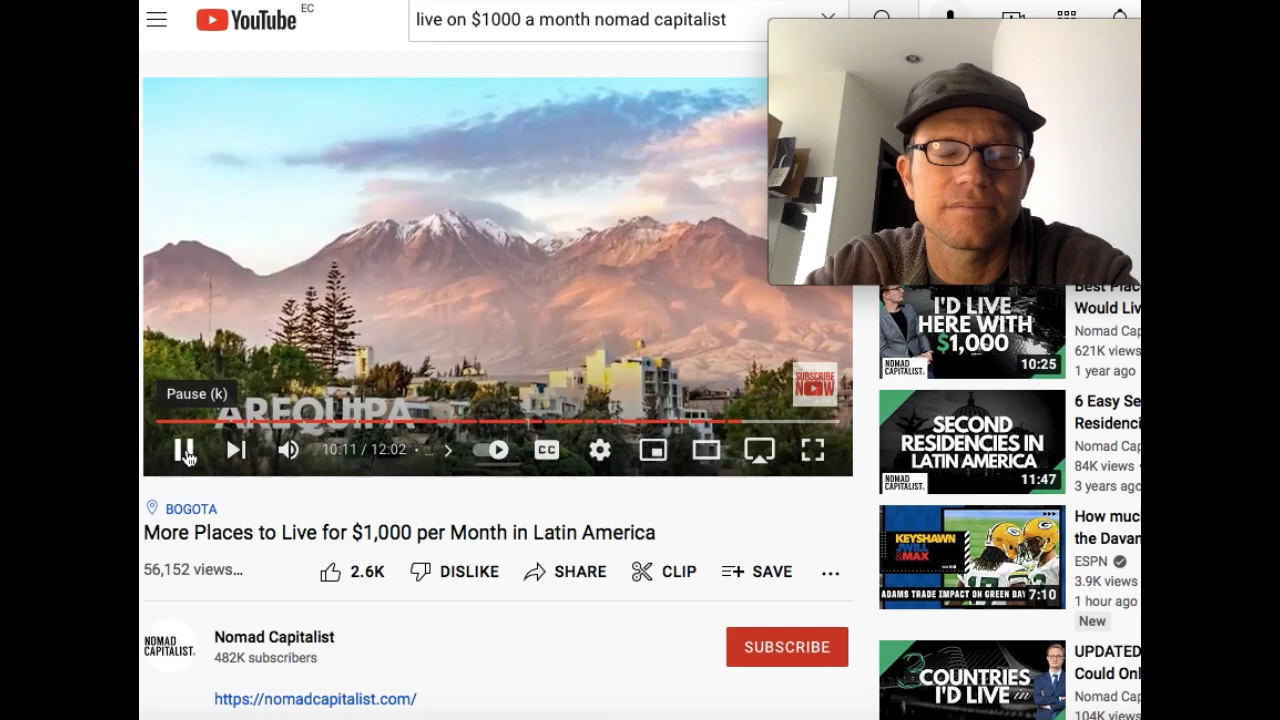 YouTube EC
live on $1000 a month nomad capitalist
SUBSCRIBE
NOW
Pause (k)
AREQUIPA
10:11 / 12:02 • ...
CC
BOGOTA
More Places to Live for $1,000 per Month in Latin America
56,152 views...
2.6K
DISLIKE
SHARE
CLIP
SAVE
NOMAD
CAPITALIST.
Nomad Capitalist
482K subscribers
SUBSCRIBE
https://nomadcapitalist.com/
I'D LIVE
HERE WITH
$1,000
NOMAD
CAPITALIST.
10:25
Best Plac
Would Liv
Nomad Cap
621K views
1 year ago
SECOND
RESIDENCIES IN
LATIN AMERICA
NOMAD
CAPITALIST.
11:47
6 Easy Se
Residenci
Nomad Cap
84K views
3 years ago
KEYSHAWN
JWILL
&MAX
ADAMS TRADE IMPACT ON GREEN BAY
7:10
How muc
the Davan
ESPN
3.9K views
1 hour ago
New
3
COUNTRIES
I'D LIVE in
UPDATED
Could Onl
Nomad Cap
104K views